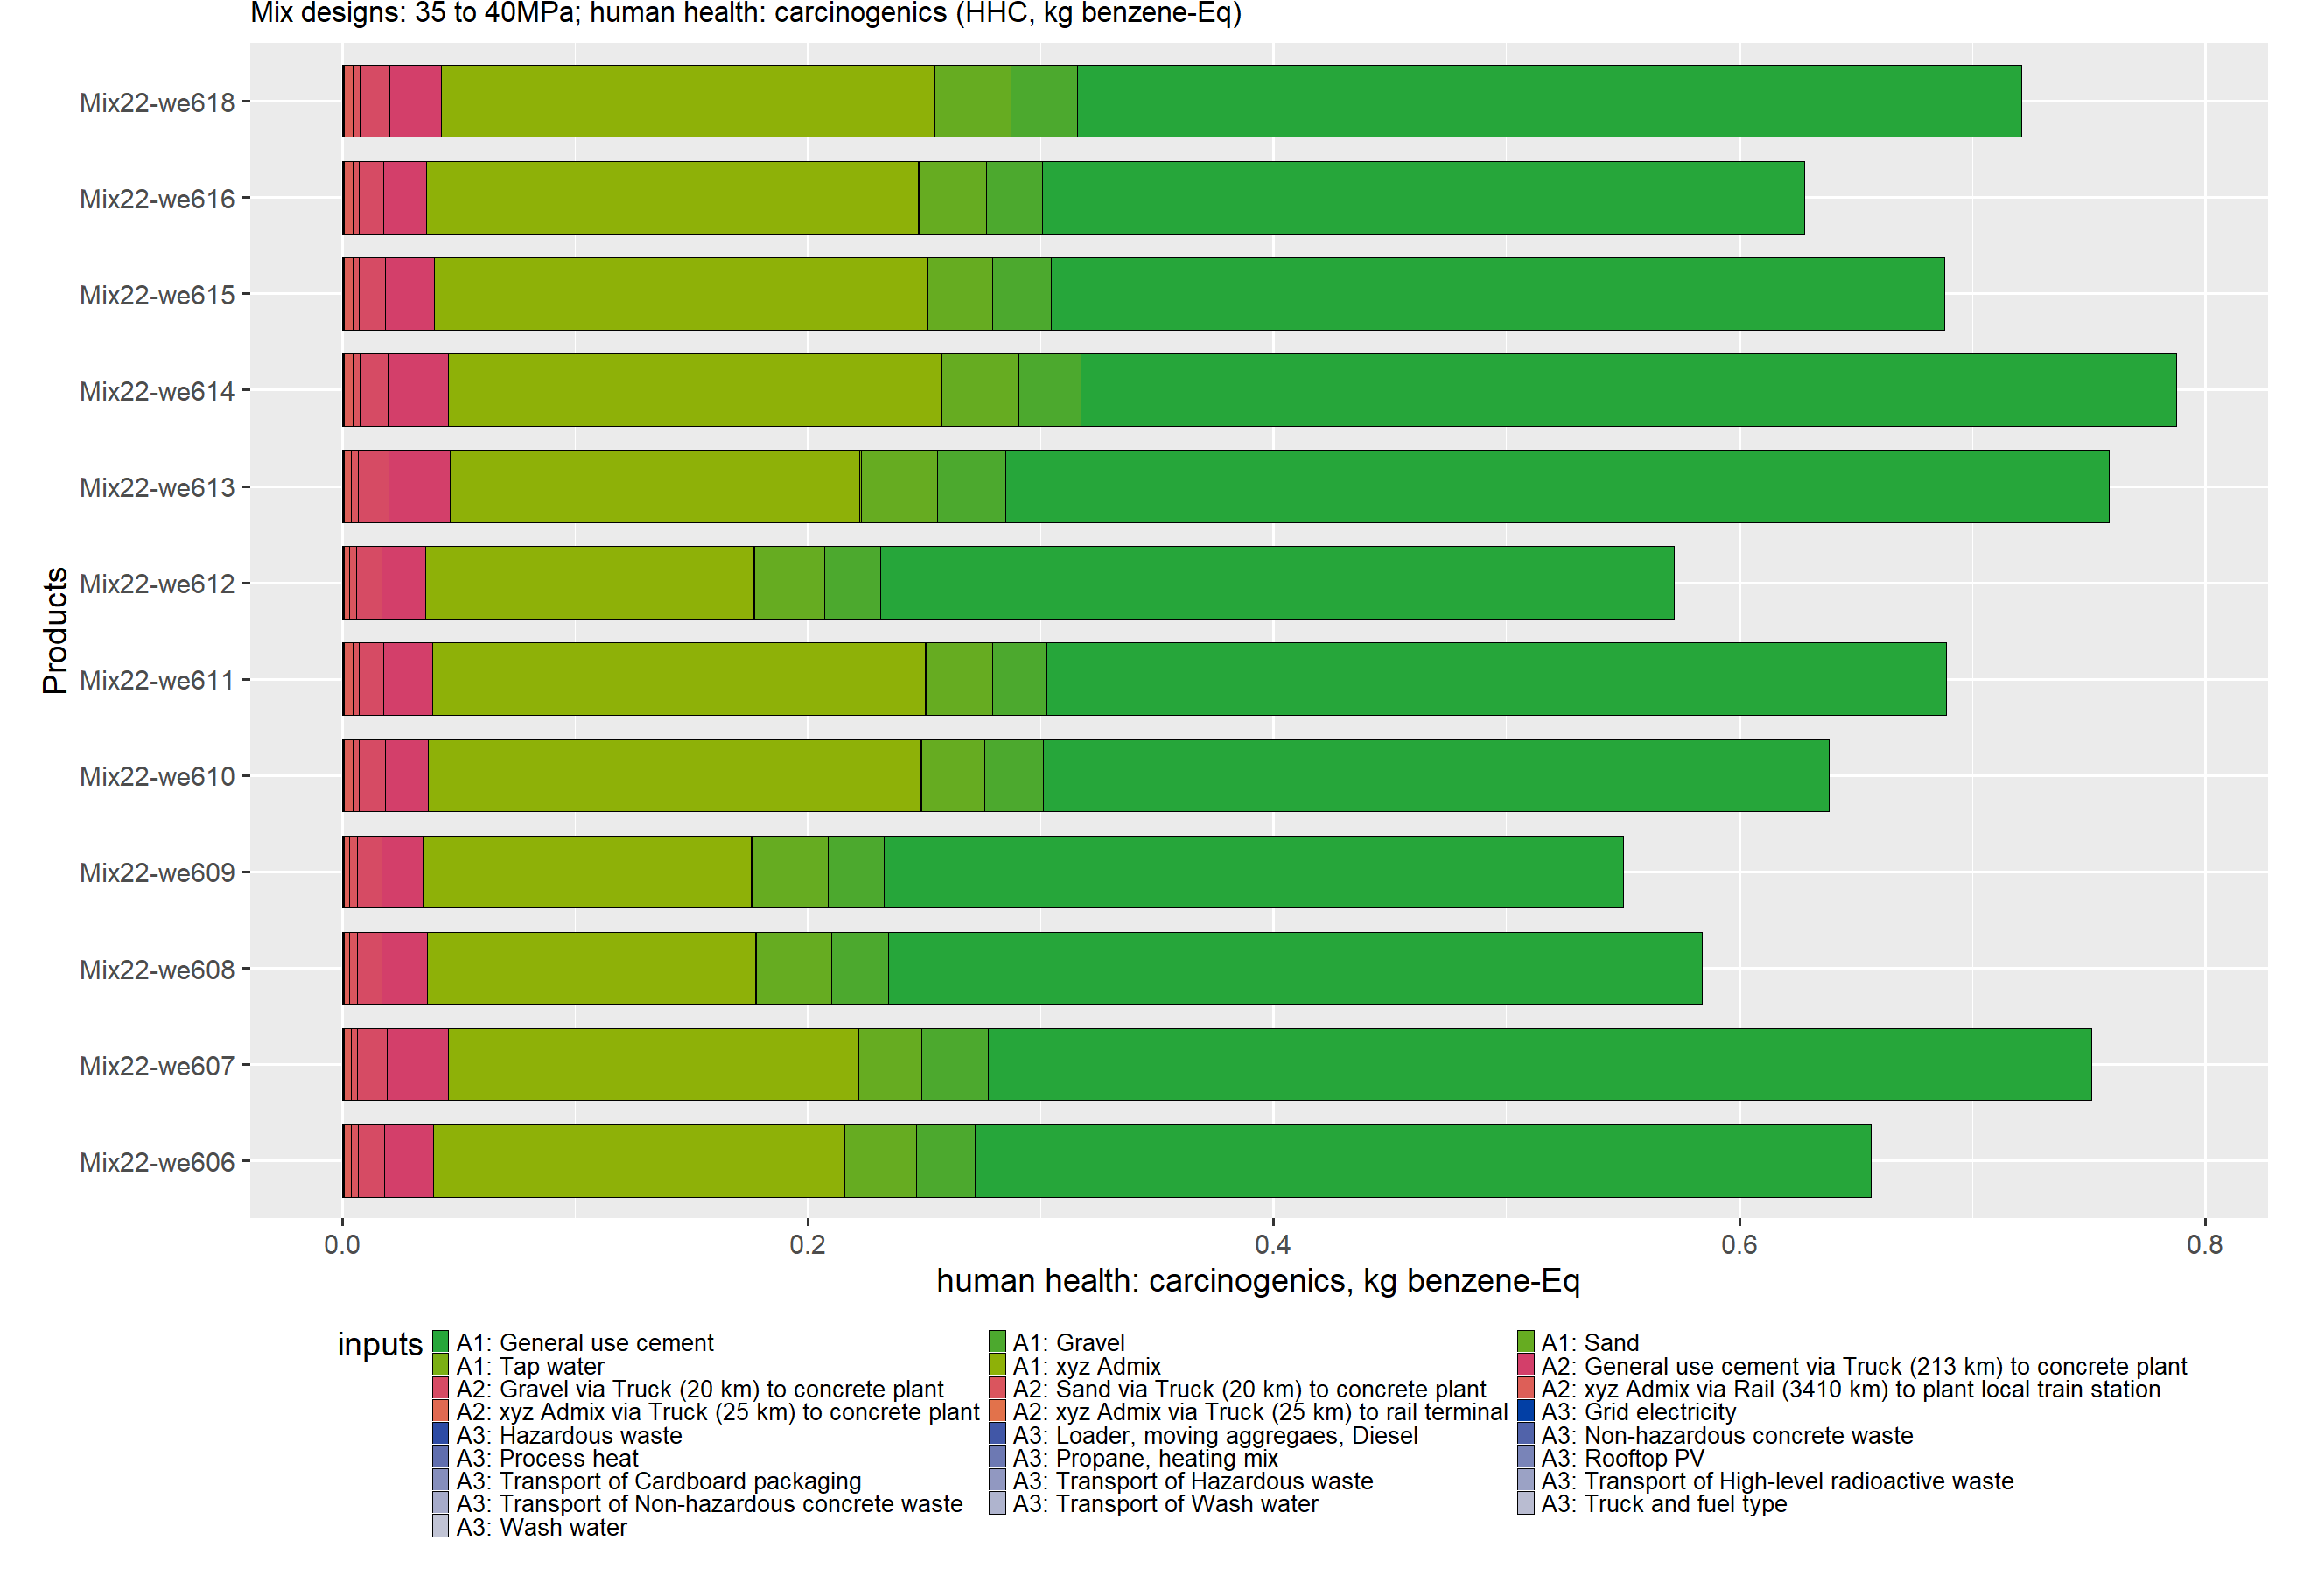 Mix designs: 35 to 40MPa; human health: carcinogenics (HHC, kg benzene-Eq)
Mix22-we618
Mix22-we616
Mix22-we615
Mix22-we614
Mix22-we613
Mix22-we612
Mix22-we611
Mix22-we610
Mix22-we609
Mix22-we608
Mix22-we607
Mix22-we606
Products
0.0 0.2 0.4 0.6 0.8
human health: carcinogenics, kg benzene-Eq
inputs
A1: General use cement A1: Gravel A1: Sand
A1: Tap water A1: xyz Admix A2: General use cement via Truck (213 km) to concrete plant
A2: Gravel via Truck (20 km) to concrete plant A2: Sand via Truck (20 km) to concrete plant A2: xyz Admix via Rail (3410 km) to plant local train station
A2: xyz Admix via Truck (25 km) to concrete plant A2: xyz Admix via Truck (25 km) to rail terminal A3: Grid electricity
A3: Hazardous waste A3: Loader, moving aggregaes, Diesel A3: Non-hazardous concrete waste
A3: Process heat A3: Propane, heating mix A3: Rooftop PV
A3: Transport of Cardboard packaging A3: Transport of Hazardous waste A3: Transport of High-level radioactive waste
A3: Transport of Non-hazardous concrete waste A3: Transport of Wash water A3: Truck and fuel type
A3: Wash water